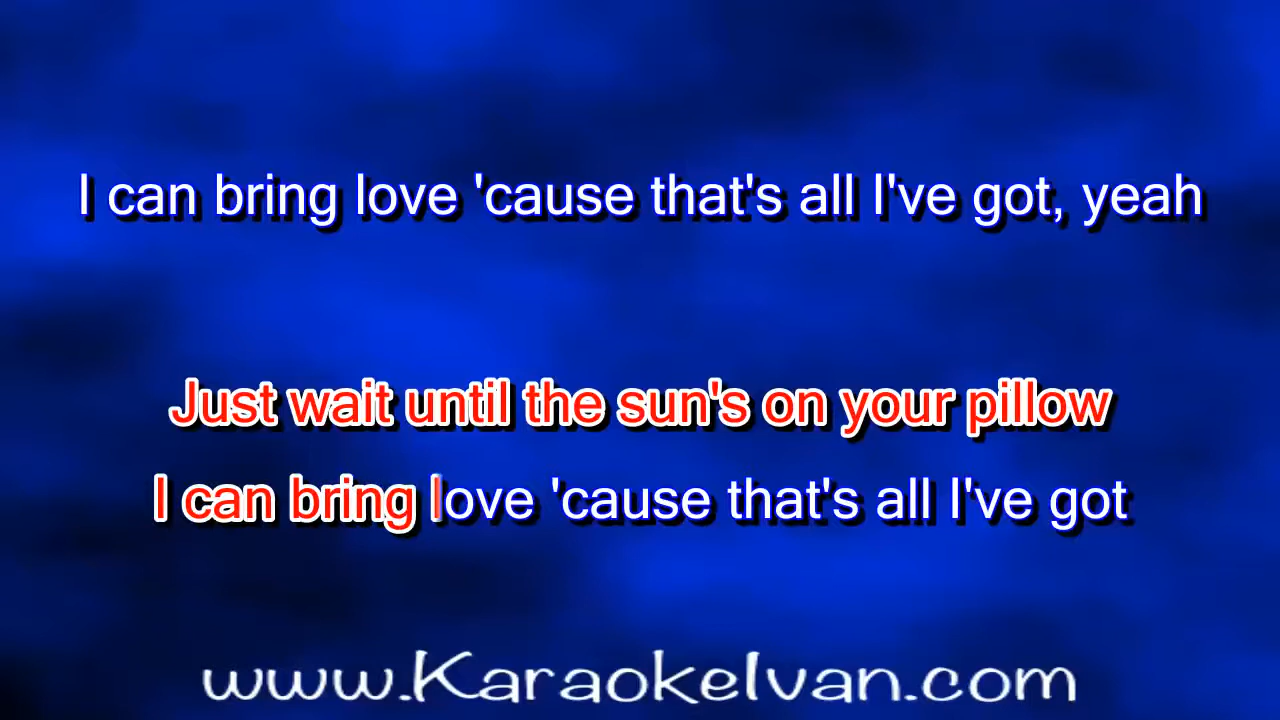 I can bring love 'cause that's all I've got, yeah
Just wait until the sun's on your pillow
I can bring love 'cause that's all I've got
www.KaraokeIvan.com